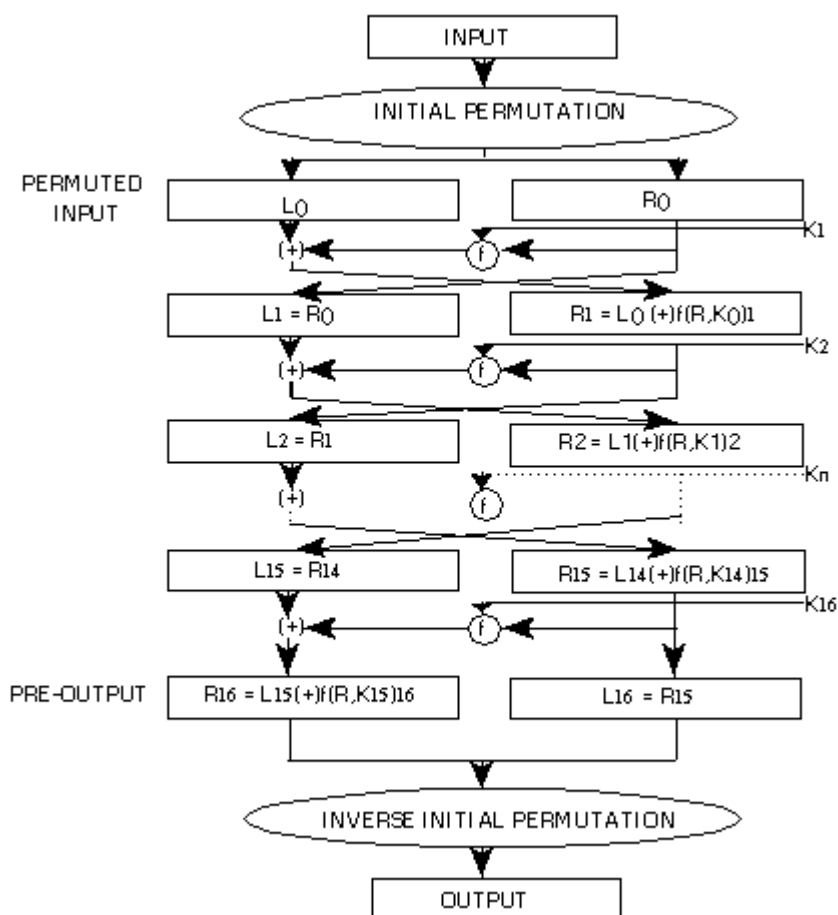 INPUT
INITIAL PERMUTATION
PERMUTED
INPUT
L0
R0
K1
(+)
f
L1 = R0
R1 = L0 (+)f(R,K0)1
K2
(+)
f
L2 = R1
R2 = L1(+)f(R,K1)2
Kn
(+)
f
L15 = R14
R15 = L14(+)f(R,K14)15
K16
(+)
f
PRE-OUTPUT
R16 = L15(+)f(R,K15)16
L16 = R15
INVERSE INITIAL PERMUTATION
OUTPUT